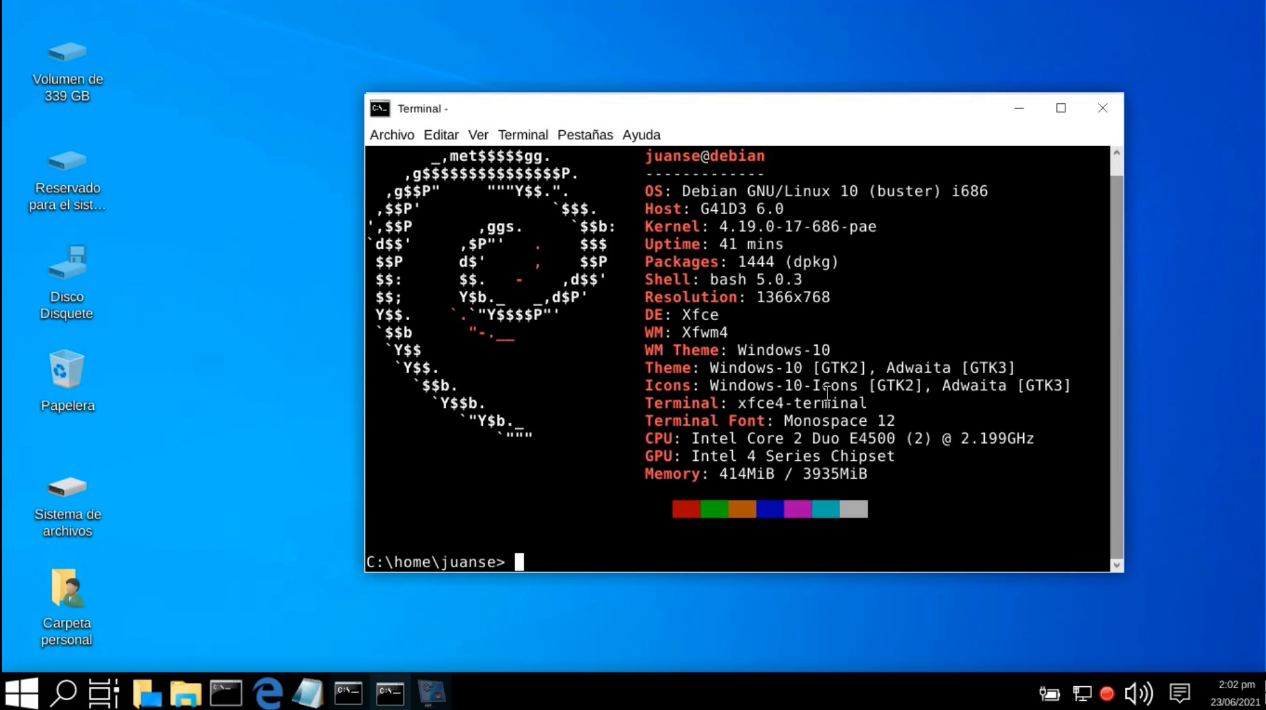 Volumen de
339 GB
Reservado
para el sist...
Disco
Disquete
Papelera
Sistema de
archivos
Carpeta
personal
Terminal -
Archivo Editar Ver Terminal Pestañas Ayuda
_,met$$$$$gg.
,g$$$$$$$$$$$$$$$P.
,g$$P"     """Y$$.".
,$$P'              `$$$.
',$$P       ,ggs.     `$$b:
`d$$'     ,$P"'   .    $$$
$$P      d$'     ,    $$P
$$:      $$.   -    ,d$$'
$$;      Y$b._   _,d$P'
Y$$.    `.`"Y$$$$P"'
`$$b      "-.__
`Y$$
`Y$$.
`$$b.
`Y$$b.
`"Y$b._
`"""
juanse@debian
-------------
OS: Debian GNU/Linux 10 (buster) i686
Host: G41D3 6.0
Kernel: 4.19.0-17-686-pae
Uptime: 41 mins
Packages: 1444 (dpkg)
Shell: bash 5.0.3
Resolution: 1366x768
DE: Xfce
WM: Xfwm4
WM Theme: Windows-10
Theme: Windows-10 [GTK2], Adwaita [GTK3]
Icons: Windows-10-Icons [GTK2], Adwaita [GTK3]
Terminal: xfce4-terminal
Terminal Font: Monospace 12
CPU: Intel Core 2 Duo E4500 (2) @ 2.199GHz
GPU: Intel 4 Series Chipset
Memory: 414MiB / 3935MiB
C:\home\juanse>
2:02 pm
23/06/2021